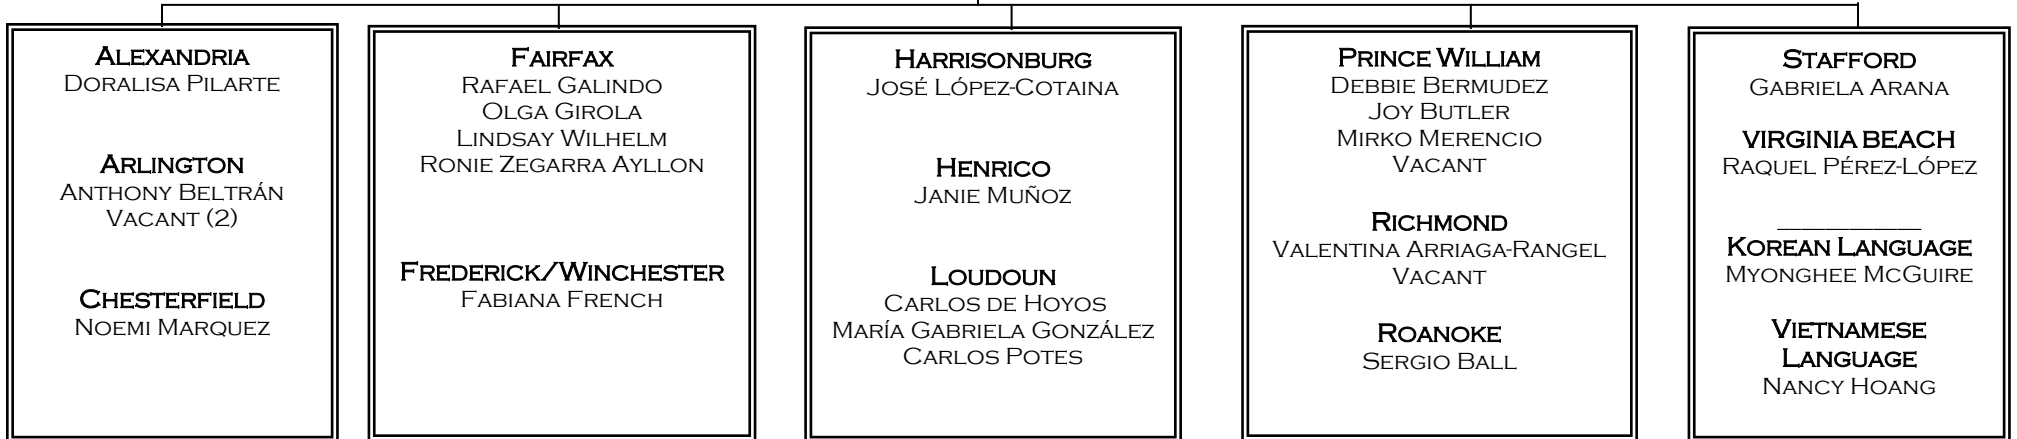 ALEXANDRIA
DORALISA PILARTE
ARLINGTON
ANTHONY BELTRÁN
VACANT (2)
CHESTERFIELD
NOEMI MARQUEZ
FAIRFAX
RAFAEL GALINDO
OLGA GIROLA
LINDSAY WILHELM
RONIE ZEGARRA AYLLON
FREDERICK/WINCHESTER
FABIANA FRENCH
HARRISONBURG
JOSÉ LÓPEZ-COTAINA
HENRICO
JANIE MUÑOZ
LOUDOUN
CARLOS DE HOYOS
MARÍA GABRIELA GONZÁLEZ
CARLOS POTES
PRINCE WILLIAM
DEBBIE BERMUDEZ
JOY BUTLER
MIRKO MERENCIO
VACANT
RICHMOND
VALENTINA ARRIAGA-RANGEL
VACANT
ROANOKE
SERGIO BALL
STAFFORD
GABRIELA ARANA
VIRGINIA BEACH
RAQUEL PÉREZ-LÓPEZ
KOREAN LANGUAGE
MYONGHEE MCGUIRE
VIETNAMESE
LANGUAGE
NANCY HOANG